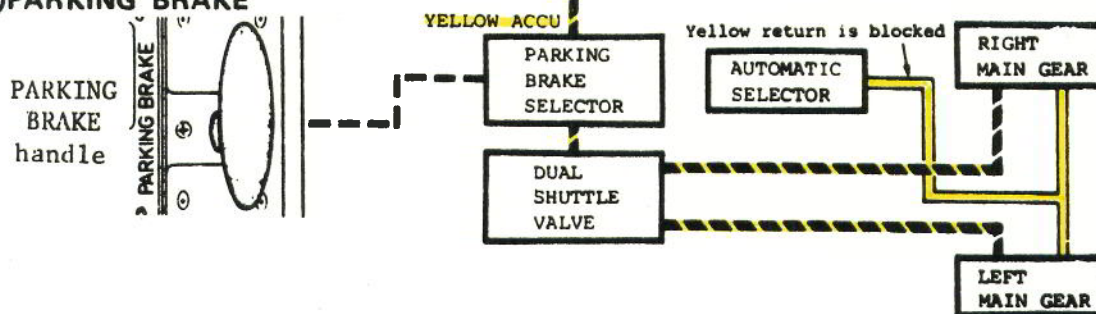 PARKING BRAKE
PARKING
BRAKE
handle
PARKING BRAKE
YELLOW ACCU
PARKING
BRAKE
SELECTOR
DUAL
SHUTTLE
VALVE
Yellow return is blocked
AUTOMATIC
SELECTOR
RIGHT
MAIN GEAR
LEFT
MAIN GEAR